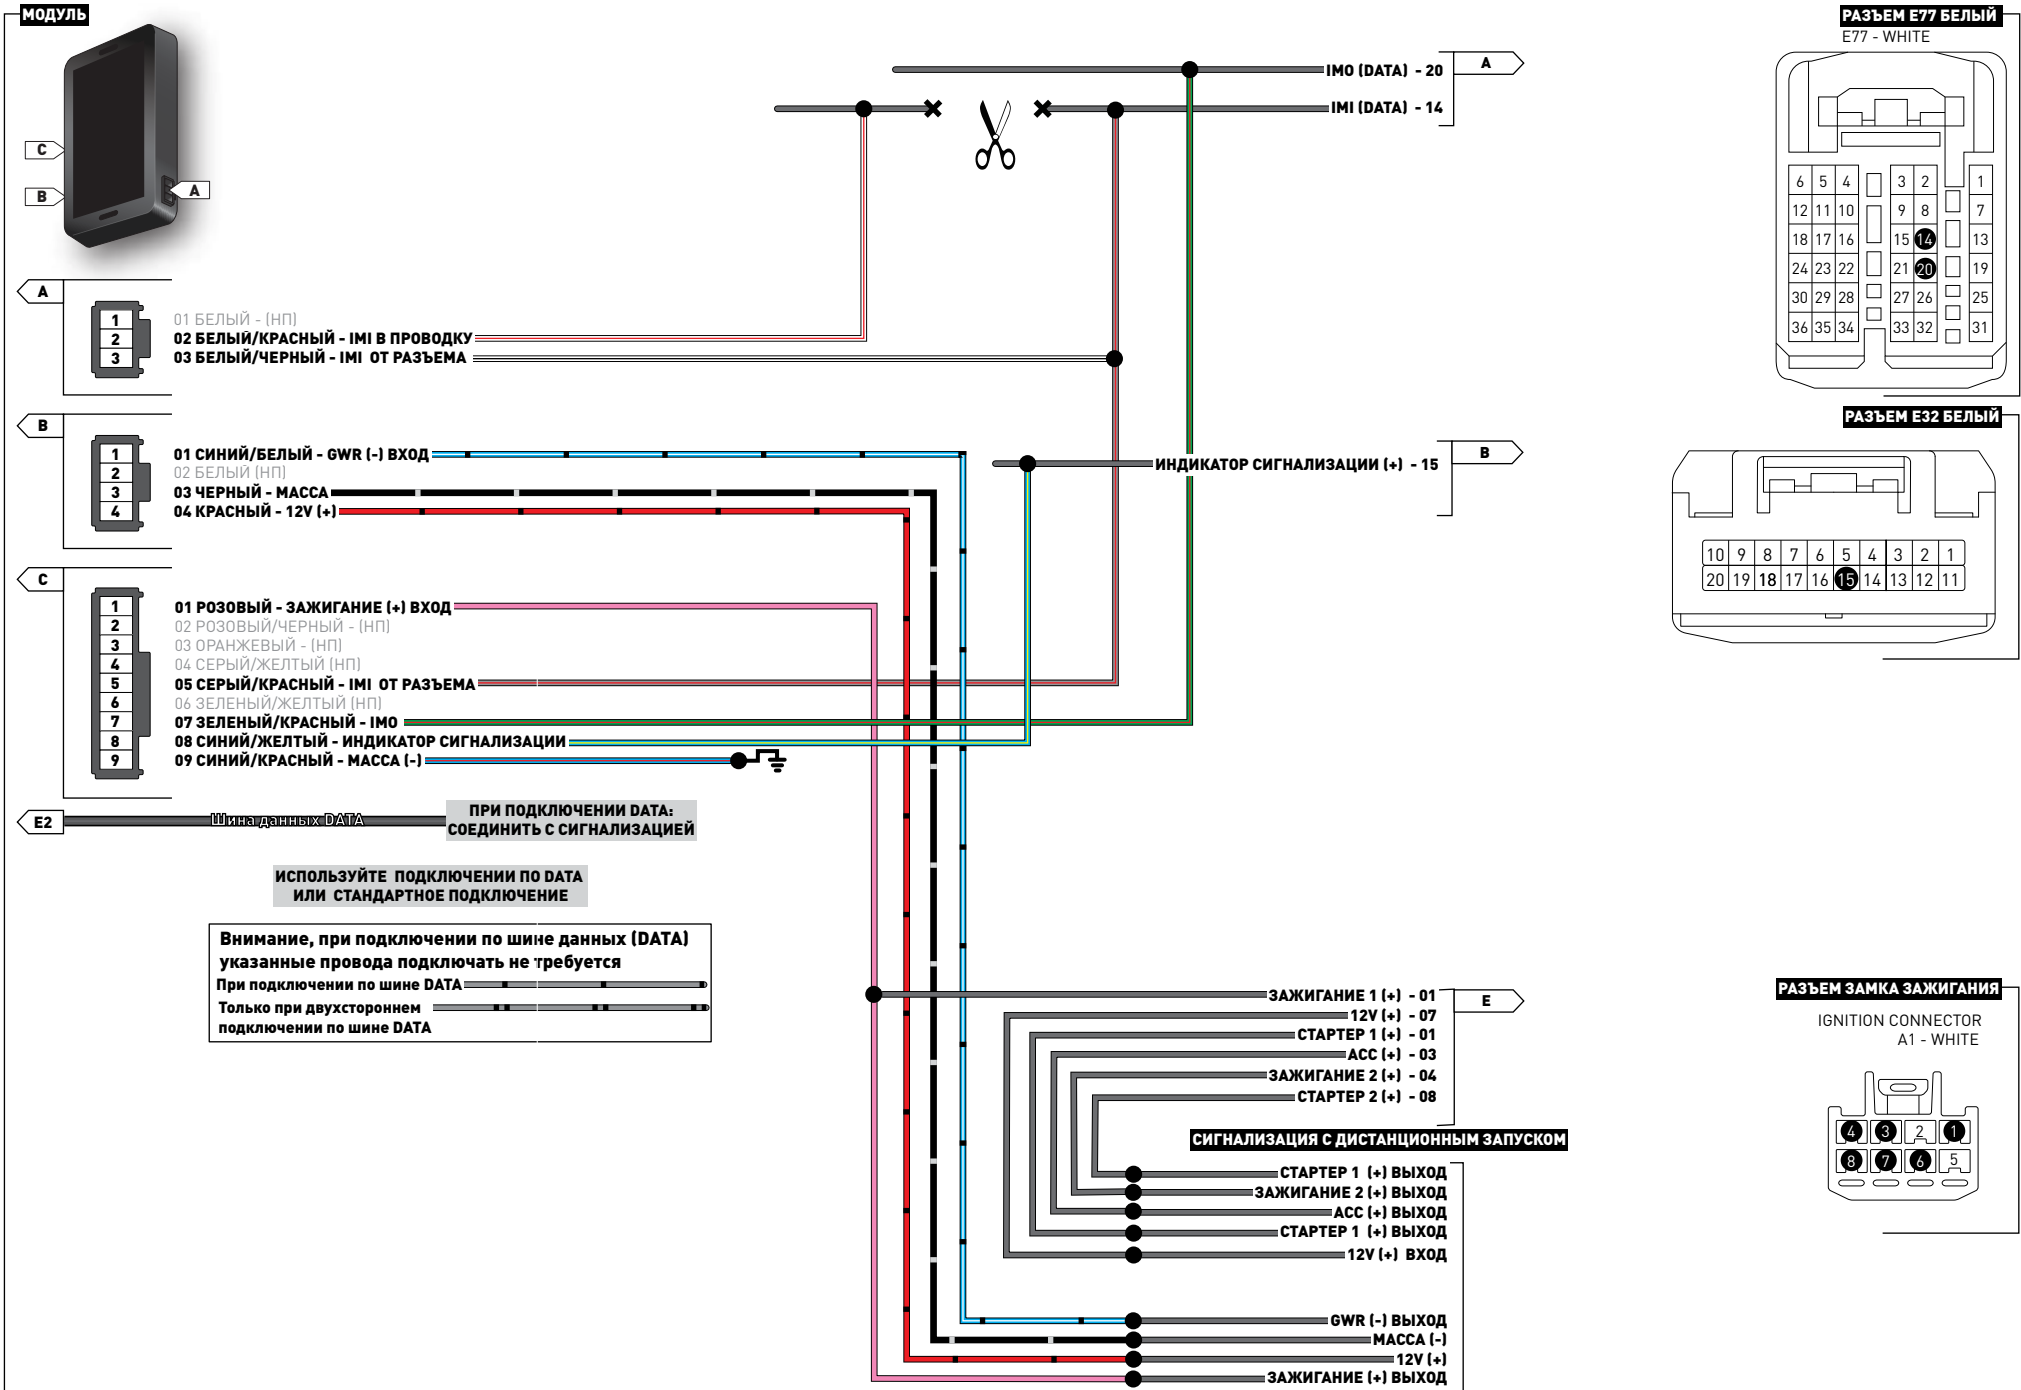 МОДУЛЬ
РАЗЪЕМ E77 БЕЛЫЙ
E77 - WHITE
IMO (DATA) - 20
A
IMI (DATA) - 14
C
B
A
6 5 4 3 2 1
12 11 10 9 8 7
18 17 16 15 14 13
24 23 22 21 20 19
30 29 28 27 26 25
36 35 34 33 32 31
A
1 01 БЕЛЫЙ - (НП)
2 02 БЕЛЫЙ/КРАСНЫЙ - IMI В ПРОВОДКУ
3 03 БЕЛЫЙ/ЧЕРНЫЙ - IMI ОТ РАЗЪЕМА
РАЗЪЕМ E32 БЕЛЫЙ
B
1 01 СИНИЙ/БЕЛЫЙ - GWR (-) ВХОД
2 02 БЕЛЫЙ (НП)
3 03 ЧЕРНЫЙ - МАССА
4 04 КРАСНЫЙ - 12V (+)
ИНДИКАТОР СИГНАЛИЗАЦИИ (+) - 15
B
10 9 8 7 6 5 4 3 2 1
20 19 18 17 16 15 14 13 12 11
C
1 01 РОЗОВЫЙ - ЗАЖИГАНИЕ (+) ВХОД
2 02 РОЗОВЫЙ/ЧЕРНЫЙ - (НП)
3 03 ОРАНЖЕВЫЙ - (НП)
4 04 СЕРЫЙ/ЖЕЛТЫЙ (НП)
5 05 СЕРЫЙ/КРАСНЫЙ - IMI ОТ РАЗЪЕМА
6 06 ЗЕЛЕНЫЙ/ЖЕЛТЫЙ (НП)
7 07 ЗЕЛЕНЫЙ/КРАСНЫЙ - IMO
8 08 СИНИЙ/ЖЕЛТЫЙ - ИНДИКАТОР СИГНАЛИЗАЦИИ
9 09 СИНИЙ/КРАСНЫЙ - МАССА (-)
E2
Шина данных DATA
ПРИ ПОДКЛЮЧЕНИИ DATA:
СОЕДИНИТЬ С СИГНАЛИЗАЦИЕЙ
ИСПОЛЬЗУЙТЕ ПОДКЛЮЧЕНИИ ПО DATA
ИЛИ СТАНДАРТНОЕ ПОДКЛЮЧЕНИЕ
Внимание, при подключении по шине данных (DATA)
указанные провода подключать не требуется
При подключении по шине DATA
Только при двухстороннем
подключении по шине DATA
ЗАЖИГАНИЕ 1 (+) - 01
E
12V (+) - 07
СТАРТЕР 1 (+) - 01
ACC (+) - 03
ЗАЖИГАНИЕ 2 (+) - 04
СТАРТЕР 2 (+) - 08
РАЗЪЕМ ЗАМКА ЗАЖИГАНИЯ
IGNITION CONNECTOR
A1 - WHITE
4 3 2 1
8 7 6 5
СИГНАЛИЗАЦИЯ С ДИСТАНЦИОННЫМ ЗАПУСКОМ
СТАРТЕР 1 (+) ВЫХОД
ЗАЖИГАНИЕ 2 (+) ВЫХОД
ACC (+) ВЫХОД
СТАРТЕР 1 (+) ВЫХОД
12V (+) ВХОД
GWR (-) ВЫХОД
МАССА (-)
12V (+)
ЗАЖИГАНИЕ (+) ВЫХОД